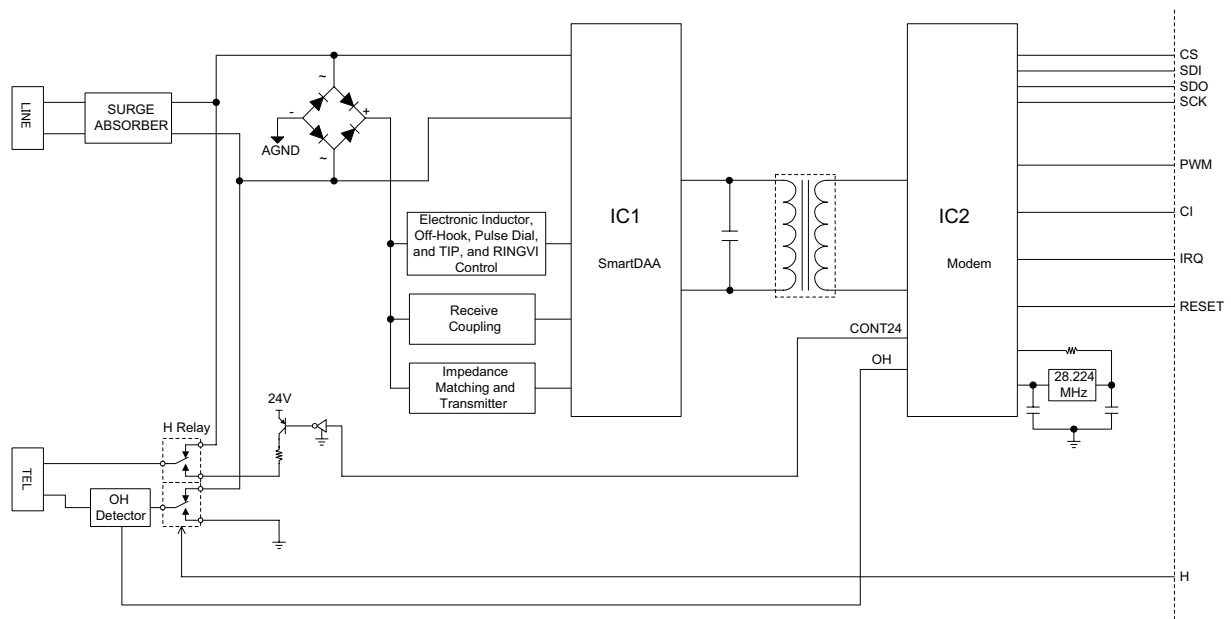 LINE
SURGE
ABSORBER
~
-
+
AGND
~
Electronic Inductor,
Off-Hook, Pulse Dial,
and TIP, and RINGVI
Control
Receive
Coupling
Impedance
Matching and
Transmitter
IC1
SmartDAA
IC2
Modem
CS
SDI
SDO
SCK
PWM
CI
IRQ
RESET
CONT24
OH
28.224
MHz
24V
H Relay
TEL
OH
Detector
H